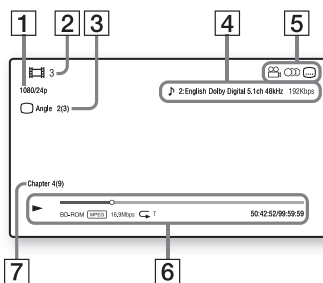 1 2 3 4 5
3
1080/24p
Angle 2(3)
2:English Dolby Digital 5.1ch 48kHz 192Kbps
Chapter 4(9)
BD-ROM MPEG 16.9Mbps T 50:42:52/99:59:59
7 6